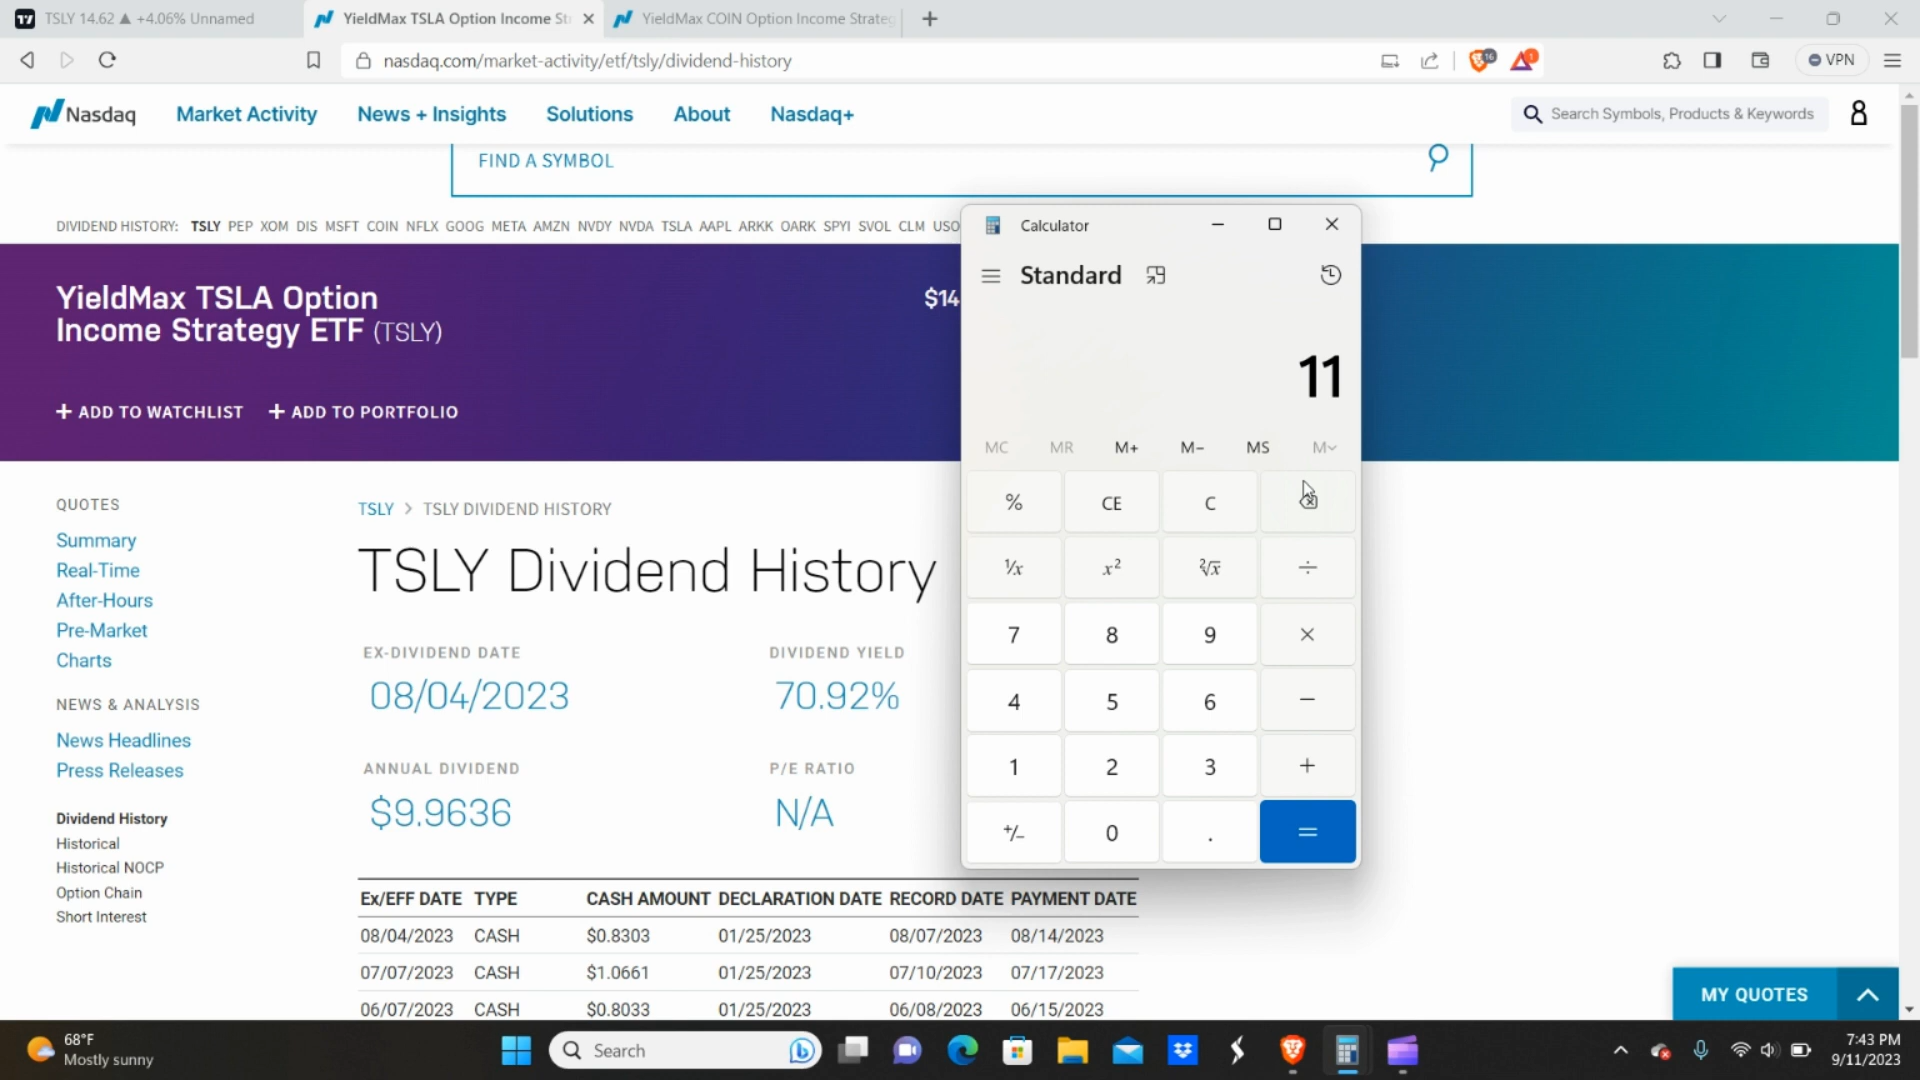 TSLY 14.62 ▲ +4.06% Unnamed
YieldMax TSLA Option Income St
YieldMax COIN Option Income Strateg
nasdaq.com/market-activity/etf/tsly/dividend-history
16
1
VPN
Nasdaq
Market Activity
News + Insights
Solutions
About
Nasdaq+
Search Symbols, Products & Keywords
FIND A SYMBOL
DIVIDEND HISTORY: TSLY PEP XOM DIS MSFT COIN NFLX GOOG META AMZN NVDY NVDA TSLA AAPL ARKK OARK SPYI SVOL CLM USO
YieldMax TSLA Option
Income Strategy ETF (TSLY)
$14
+ ADD TO WATCHLIST + ADD TO PORTFOLIO
Calculator
Standard
11
MC MR M+ M− MS M
% CE C
¹/x x² ²√x ÷
7 8 9 ×
4 5 6 −
1 2 3 +
+/− 0 . =
QUOTES
Summary
Real-Time
After-Hours
Pre-Market
Charts
NEWS & ANALYSIS
News Headlines
Press Releases
Dividend History
Historical
Historical NOCP
Option Chain
Short Interest
TSLY > TSLY DIVIDEND HISTORY
TSLY Dividend History
EX-DIVIDEND DATE
08/04/2023
DIVIDEND YIELD
70.92%
ANNUAL DIVIDEND
$9.9636
P/E RATIO
N/A
Ex/EFF DATE TYPE CASH AMOUNT DECLARATION DATE RECORD DATE PAYMENT DATE
08/04/2023 CASH $0.8303 01/25/2023 08/07/2023 08/14/2023
07/07/2023 CASH $1.0661 01/25/2023 07/10/2023 07/17/2023
06/07/2023 CASH $0.8033 01/25/2023 06/08/2023 06/15/2023
MY QUOTES
68°F
Mostly sunny
Search
7:43 PM
9/11/2023